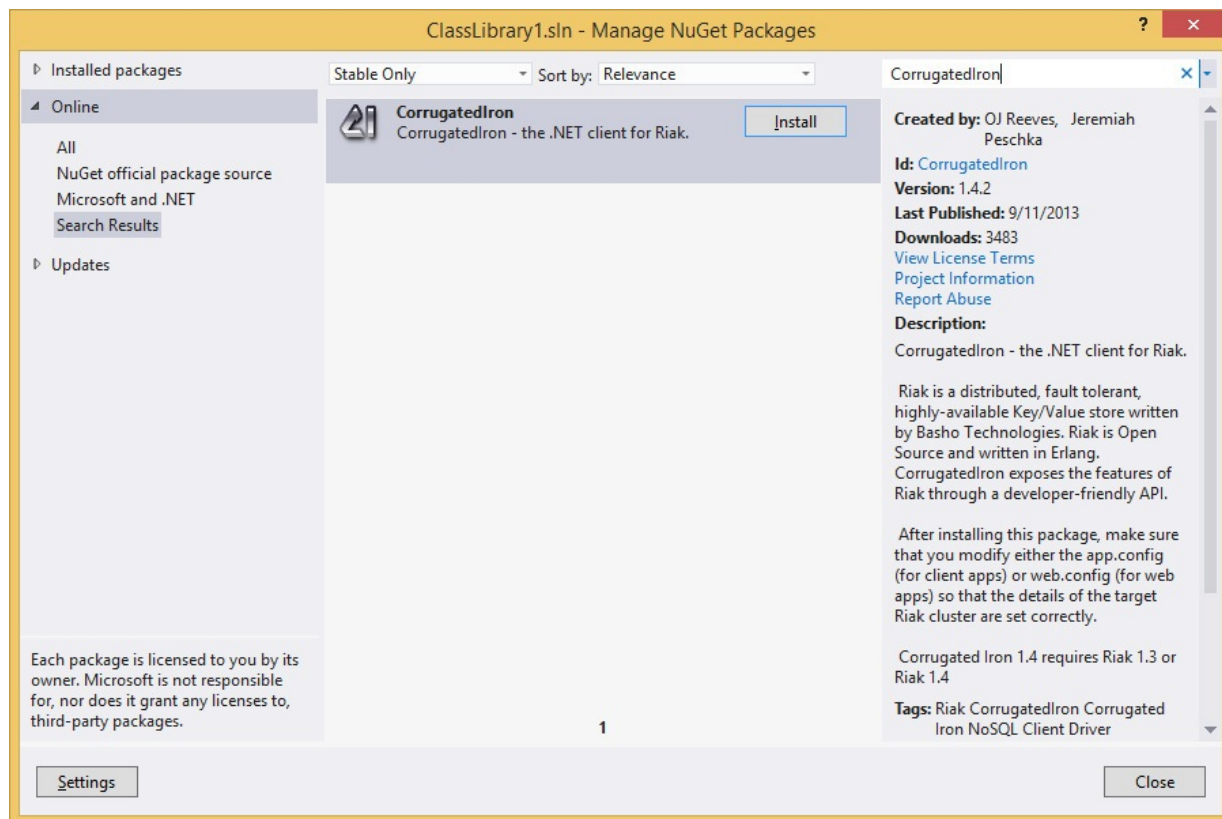 ClassLibrary1.sln - Manage NuGet Packages
?
Installed packages
Online
All
NuGet official package source
Microsoft and .NET
Search Results
Updates
Each package is licensed to you by its
owner. Microsoft is not responsible
for, nor does it grant any licenses to,
third-party packages.
Stable Only
Sort by: Relevance
CorrugatedIron
CorrugatedIron - the .NET client for Riak.
Install
1
CorrugatedIron
Created by: OJ Reeves, Jeremiah
Peschka
Id: CorrugatedIron
Version: 1.4.2
Last Published: 9/11/2013
Downloads: 3483
View License Terms
Project Information
Report Abuse
Description:
CorrugatedIron - the .NET client for Riak.
Riak is a distributed, fault tolerant,
highly-available Key/Value store written
by Basho Technologies. Riak is Open
Source and written in Erlang.
CorrugatedIron exposes the features of
Riak through a developer-friendly API.
After installing this package, make sure
that you modify either the app.config
(for client apps) or web.config (for web
apps) so that the details of the target
Riak cluster are set correctly.
Corrugated Iron 1.4 requires Riak 1.3 or
Riak 1.4
Tags: Riak CorrugatedIron Corrugated
Iron NoSQL Client Driver
Settings
Close